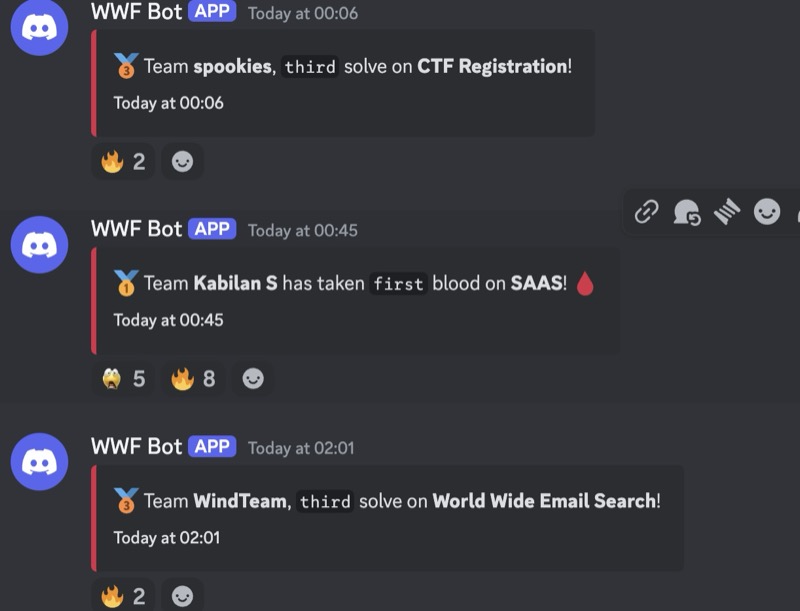 WWF Bot APP Today at 00:06
🥉 Team spookies, third solve on CTF Registration!
Today at 00:06
🔥 2
WWF Bot APP Today at 00:45
🥇 Team Kabilan S has taken first blood on SAAS! 🩸
Today at 00:45
5 🔥 8
WWF Bot APP Today at 02:01
🥉 Team WindTeam, third solve on World Wide Email Search!
Today at 02:01
🔥 2